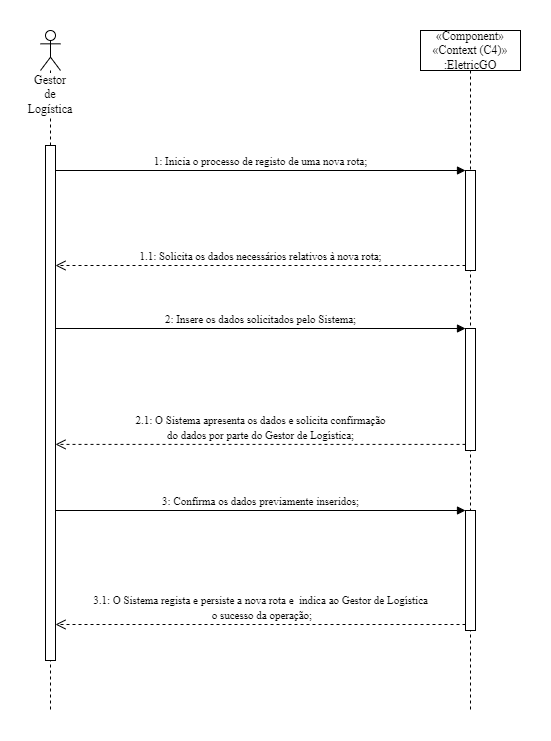 «Component»
«Context (C4)»
:EletricGO
Gestor
de
Logística
1: Inicia o processo de registo de uma nova rota;
1.1: Solicita os dados necessários relativos à nova rota;
2: Insere os dados solicitados pelo Sistema;
2.1: O Sistema apresenta os dados e solicita confirmação
do dados por parte do Gestor de Logística;
3: Confirma os dados previamente inseridos;
3.1: O Sistema regista e persiste a nova rota e indica ao Gestor de Logística
o sucesso da operação;